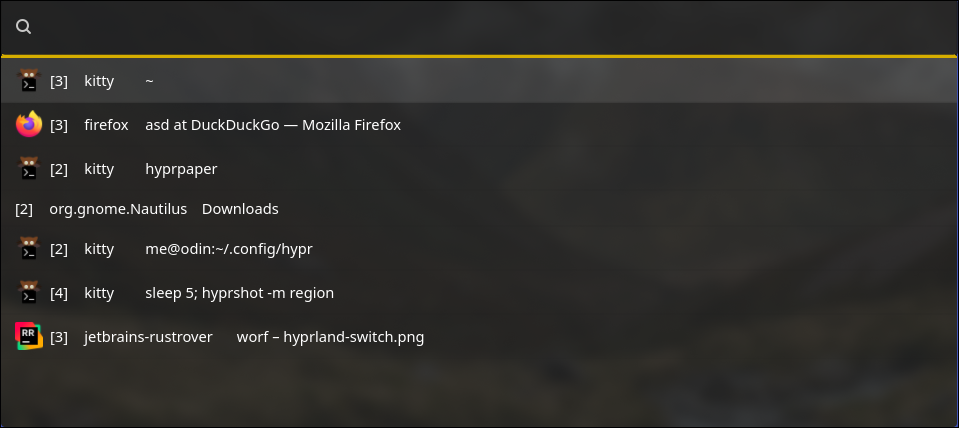 [3] kitty ~
[3] firefox asd at DuckDuckGo — Mozilla Firefox
[2] kitty hyprpaper
[2] org.gnome.Nautilus Downloads
[2] kitty me@odin:~/.config/hypr
[4] kitty sleep 5; hyprshot -m region
RR [3] jetbrains-rustrover worf – hyprland-switch.png